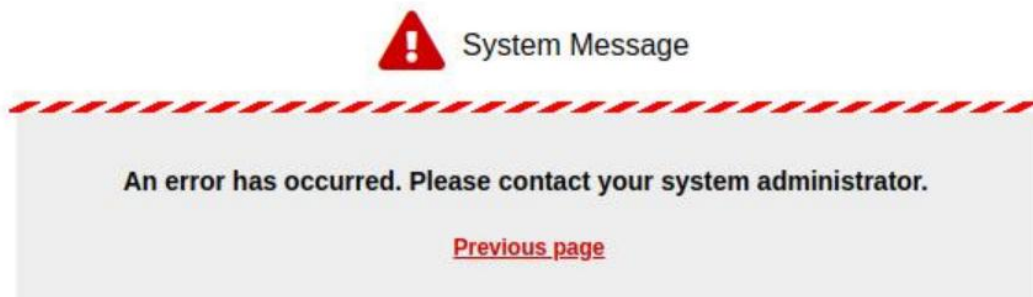 System Message
An error has occurred. Please contact your system administrator.
Previous page